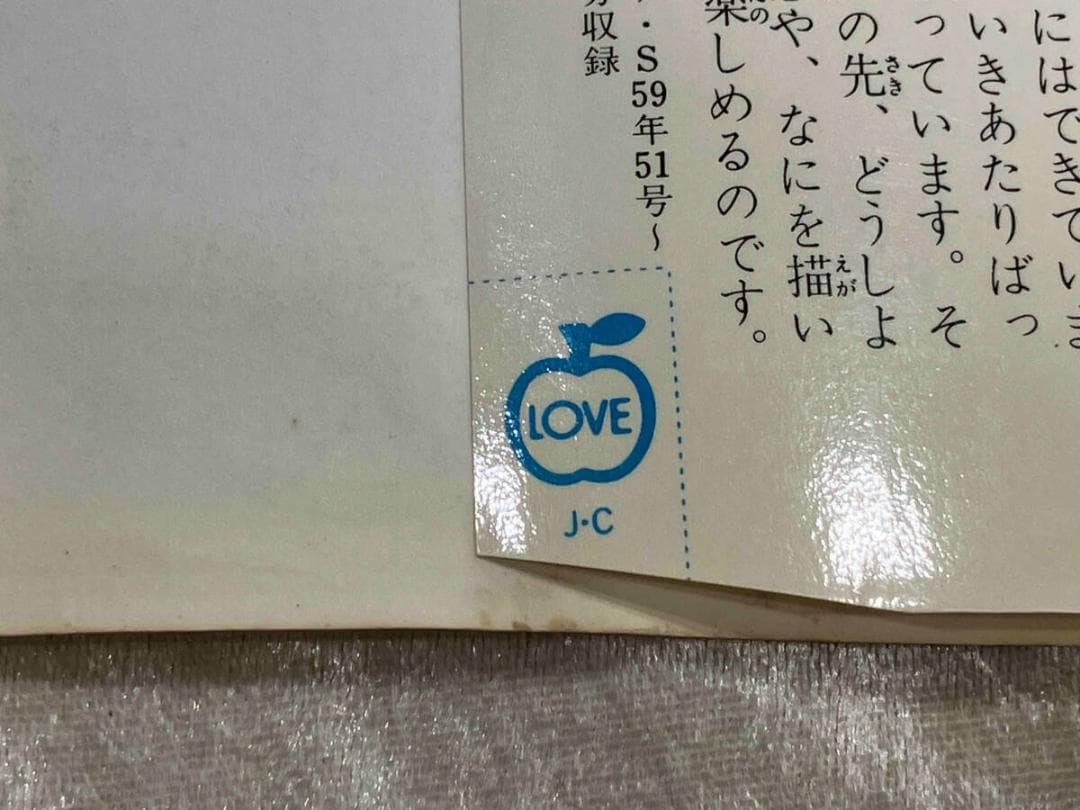 にはできてい
いきあたりばっ
っています。そ
の先、どうしよ
や、なにを描い
楽しめるのです。
・S59年51号〜
収録
LOVE
J・C